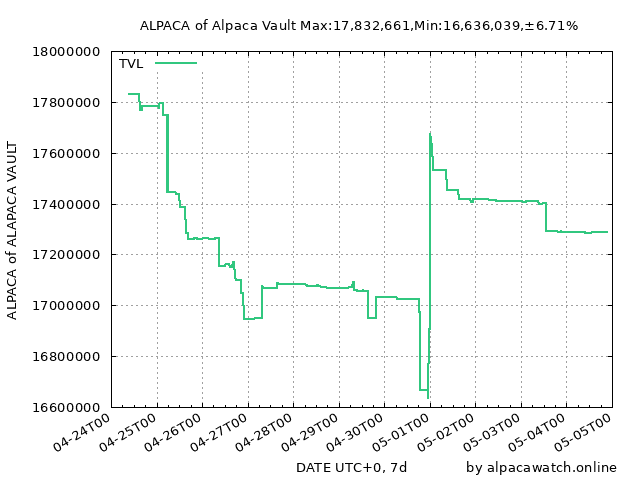 ALPACA of Alpaca Vault Max:17,832,661,Min:16,636,039,±6.71%
18000000
TVL
17800000
17600000
17400000
17200000
17000000
16800000
16600000
ALPACA of ALAPACA VAULT
04-24T00
04-25T00
04-26T00
04-27T00
04-28T00
04-29T00
04-30T00
05-01T00
05-02T00
05-03T00
05-04T00
05-05T00
DATE UTC+0, 7d
by alpacawatch.online